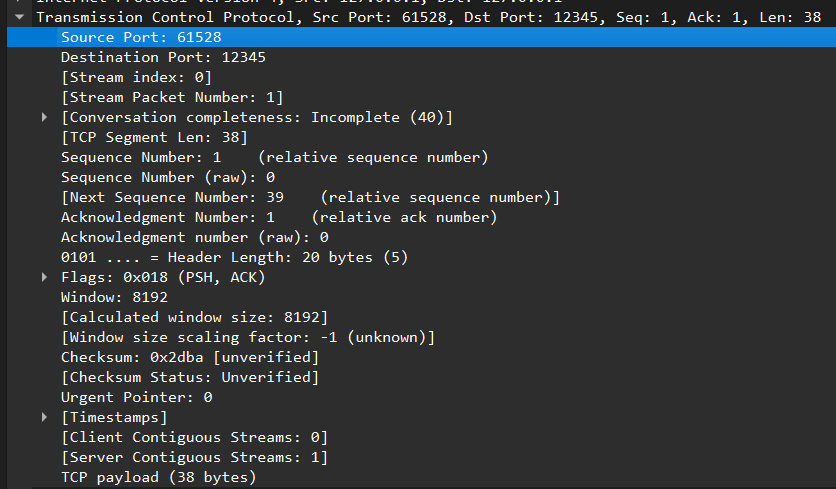 Transmission Control Protocol, Src Port: 61528, Dst Port: 12345, Seq: 1, Ack: 1, Len: 38
Source Port: 61528
Destination Port: 12345
[Stream index: 0]
[Stream Packet Number: 1]
[Conversation completeness: Incomplete (40)]
[TCP Segment Len: 38]
Sequence Number: 1    (relative sequence number)
Sequence Number (raw): 0
[Next Sequence Number: 39    (relative sequence number)]
Acknowledgment Number: 1    (relative ack number)
Acknowledgment number (raw): 0
0101 .... = Header Length: 20 bytes (5)
Flags: 0x018 (PSH, ACK)
Window: 8192
[Calculated window size: 8192]
[Window size scaling factor: -1 (unknown)]
Checksum: 0x2dba [unverified]
[Checksum Status: Unverified]
Urgent Pointer: 0
[Timestamps]
[Client Contiguous Streams: 0]
[Server Contiguous Streams: 1]
TCP payload (38 bytes)